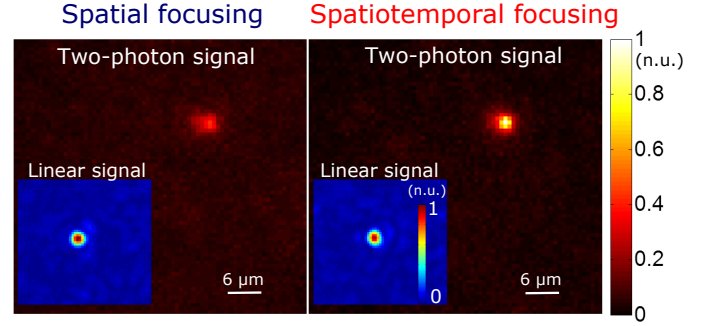 Spatial focusing
Spatiotemporal focusing
Two-photon signal
Linear signal
6 µm
Two-photon signal
Linear signal
(n.u.)
1
0
6 µm
1
(n.u.)
0.8
0.6
0.4
0.2
0